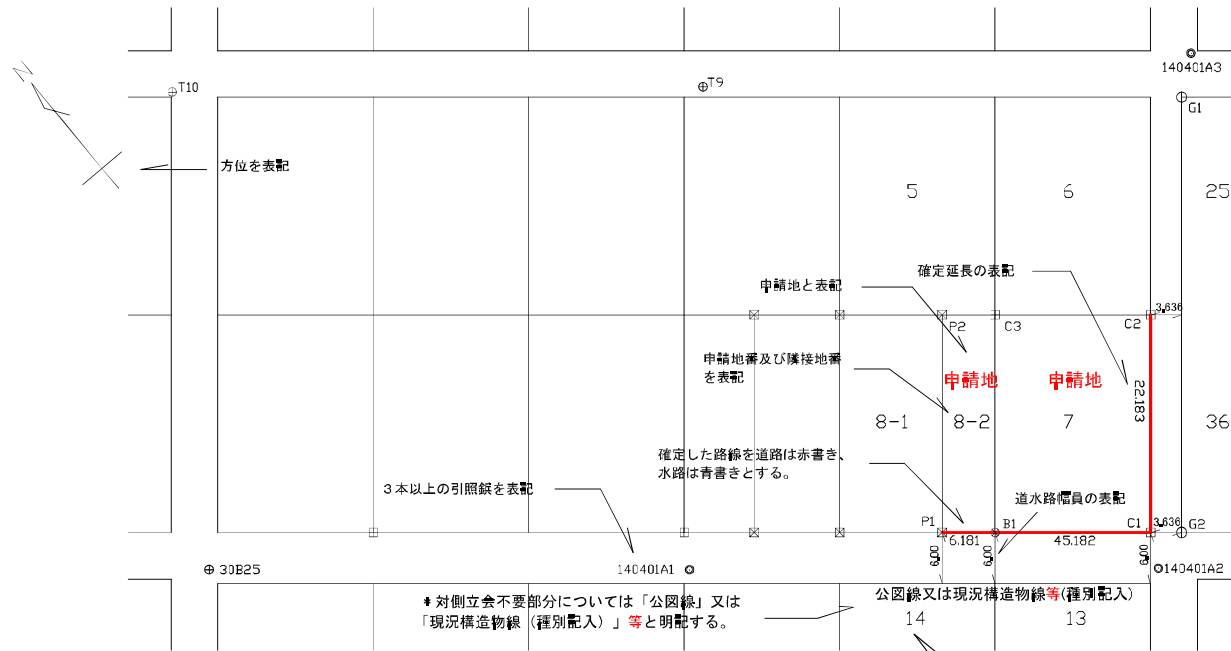 N
140401A3
T10
T9
G1
方位を表記
5
6
25
確定延長の表記
申請地と表記
3.636
P2
C3
C2
申請地番及び隣接地番
を表記
申請地
申請地
22.183
8-1
8-2
7
36
確定した路線を道路は赤書き、
水路は青書きとする。
3本以上の引照鋲を表記
道水路幅員の表記
P1
B1
C1
3.636
G2
6.181
45.182
6.00
6.00
6.00
30B25
140401A1
140401A2
*対側立会不要部分については「公図線」又は
「現況構造物線(種別記入)」等と明記する。
公図線又は現況構造物線等(種別記入)
14
13